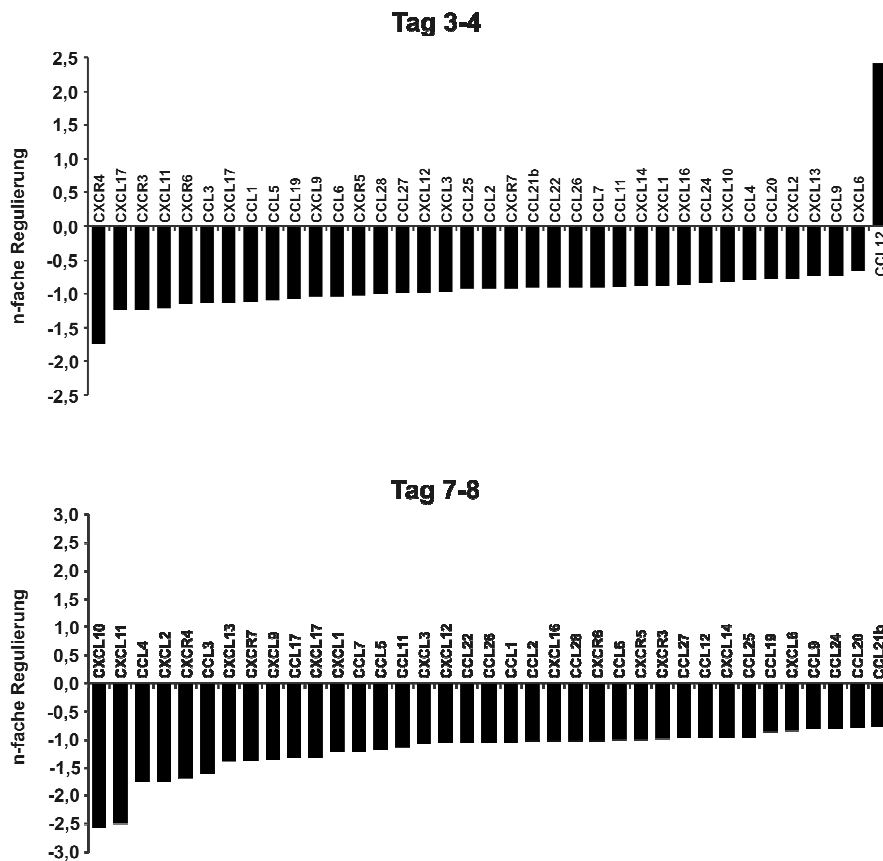 Tag 3-4
n-fache Regulierung
2,5
2,0
1,5
1,0
0,5
0,0
-0,5
-1,0
-1,5
-2,0
-2,5
CXCR4
CXCL17
CXCR3
CXCL11
CXCR6
CCL3
CXCL17
CCL1
CCL5
CCL19
CXCL9
CCL6
CXCR5
CCL28
CCL27
CXCL12
CXCL3
CCL25
CCL2
CXCR7
CCL21b
CCL22
CCL26
CCL7
CCL11
CXCL14
CXCL1
CXCL16
CCL24
CXCL10
CCL4
CCL20
CXCL2
CXCL13
CCL9
CXCL6
CCL12
Tag 7-8
n-fache Regulierung
3,0
2,5
2,0
1,5
1,0
0,5
0,0
-0,5
-1,0
-1,5
-2,0
-2,5
-3,0
CXCL10
CXCL11
CCL4
CXCL2
CXCR4
CCL3
CXCL13
CXCR7
CXCL9
CCL17
CXCL17
CXCL1
CCL7
CCL5
CCL11
CXCL3
CXCL12
CCL22
CCL26
CCL1
CCL2
CXCL16
CCL28
CXCR6
CCL6
CXCR5
CXCR3
CCL27
CCL12
CXCL14
CCL25
CCL19
CXCL6
CCL9
CCL24
CCL20
CCL21b